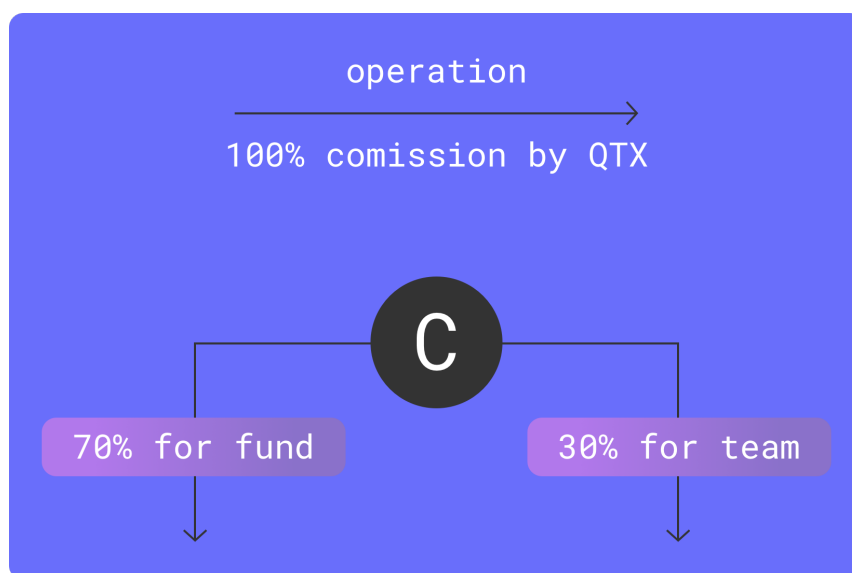 operation
100% comission by QTX
C
70% for fund
30% for team